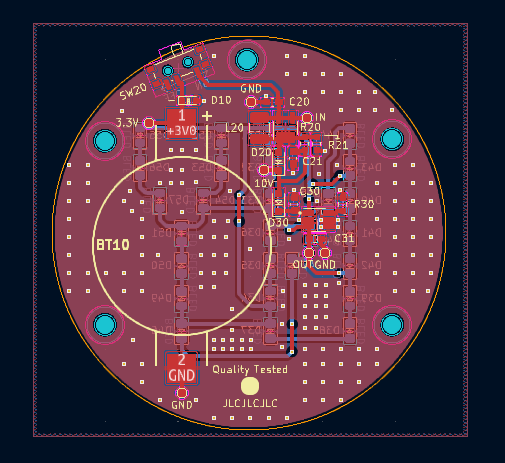 SW20
D10
GND
C20
3.3V
1
+3V0
+
L20
IN
R20
R21
D20
C21
10V
C30
R30
D30
C31
BT10
OUT GND
2
GND
Quality Tested
GND
JLCJLCJLC